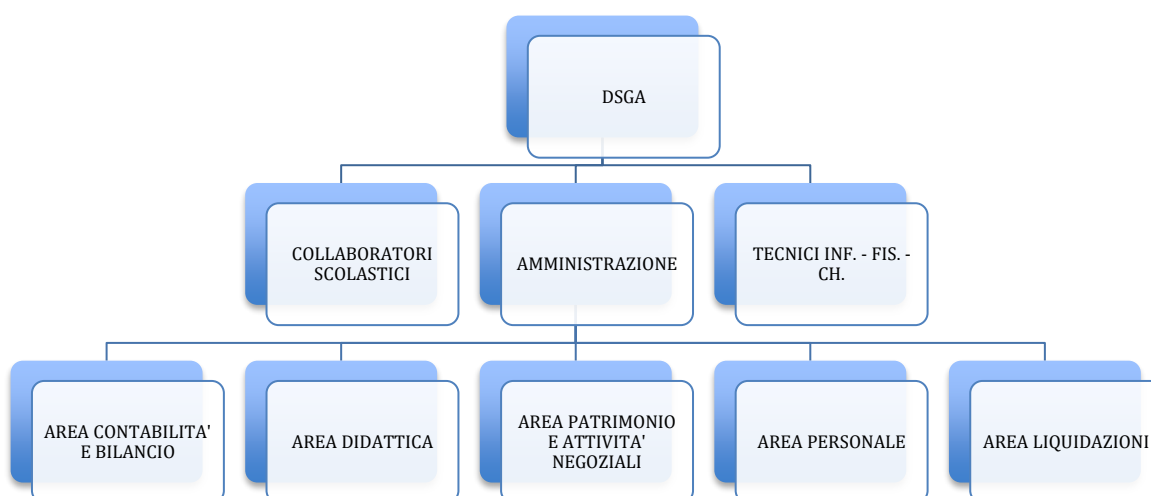 DSGA
COLLABORATORI
SCOLASTICI
AMMINISTRAZIONE
TECNICI INF. - FIS. -
CH.
AREA CONTABILITA'
E BILANCIO
AREA DIDATTICA
AREA PATRIMONIO
E ATTIVITA'
NEGOZIALI
AREA PERSONALE
AREA LIQUIDAZIONI